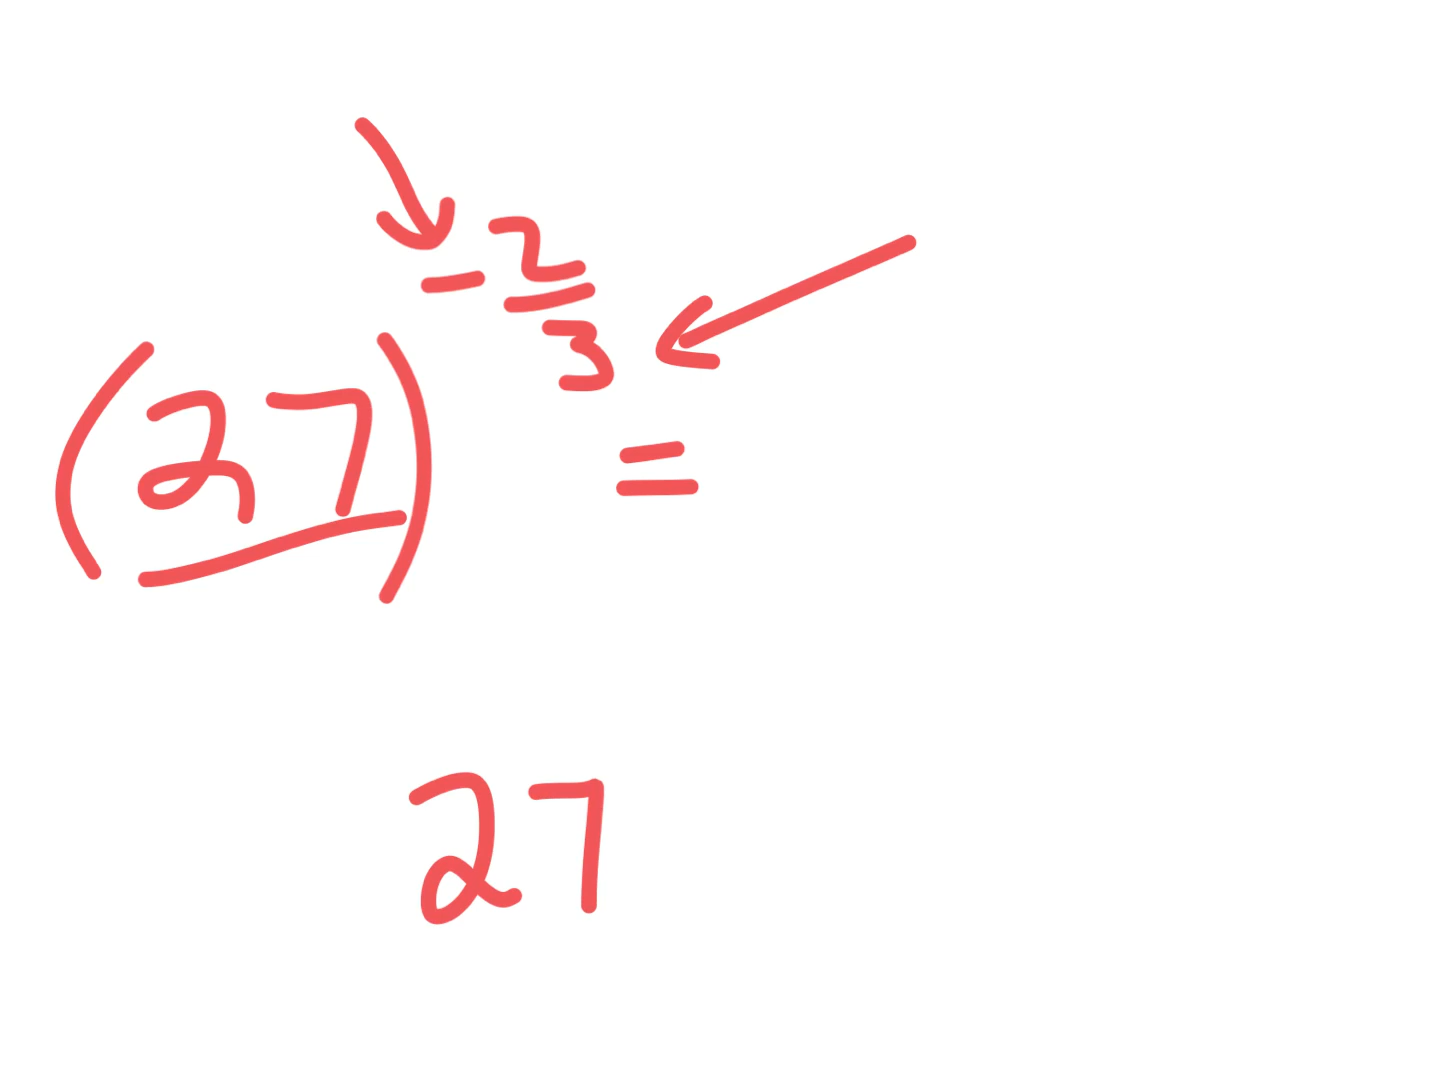 (27)^-2/3 =
27